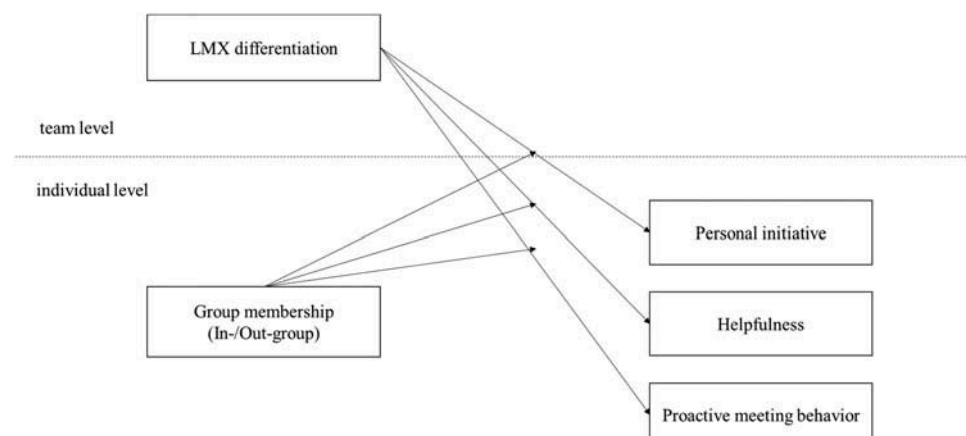 LMX differentiation
team level
individual level
Personal initiative
Group membership
(In-/Out-group)
Helpfulness
Proactive meeting behavior